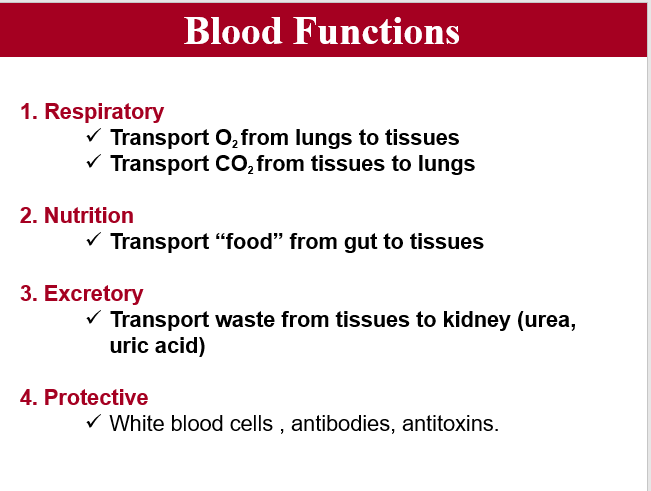 Blood Functions
1. Respiratory
✓ Transport O₂ from lungs to tissues
✓ Transport CO₂ from tissues to lungs
2. Nutrition
✓ Transport “food” from gut to tissues
3. Excretory
✓ Transport waste from tissues to kidney (urea,
uric acid)
4. Protective
✓ White blood cells , antibodies, antitoxins.